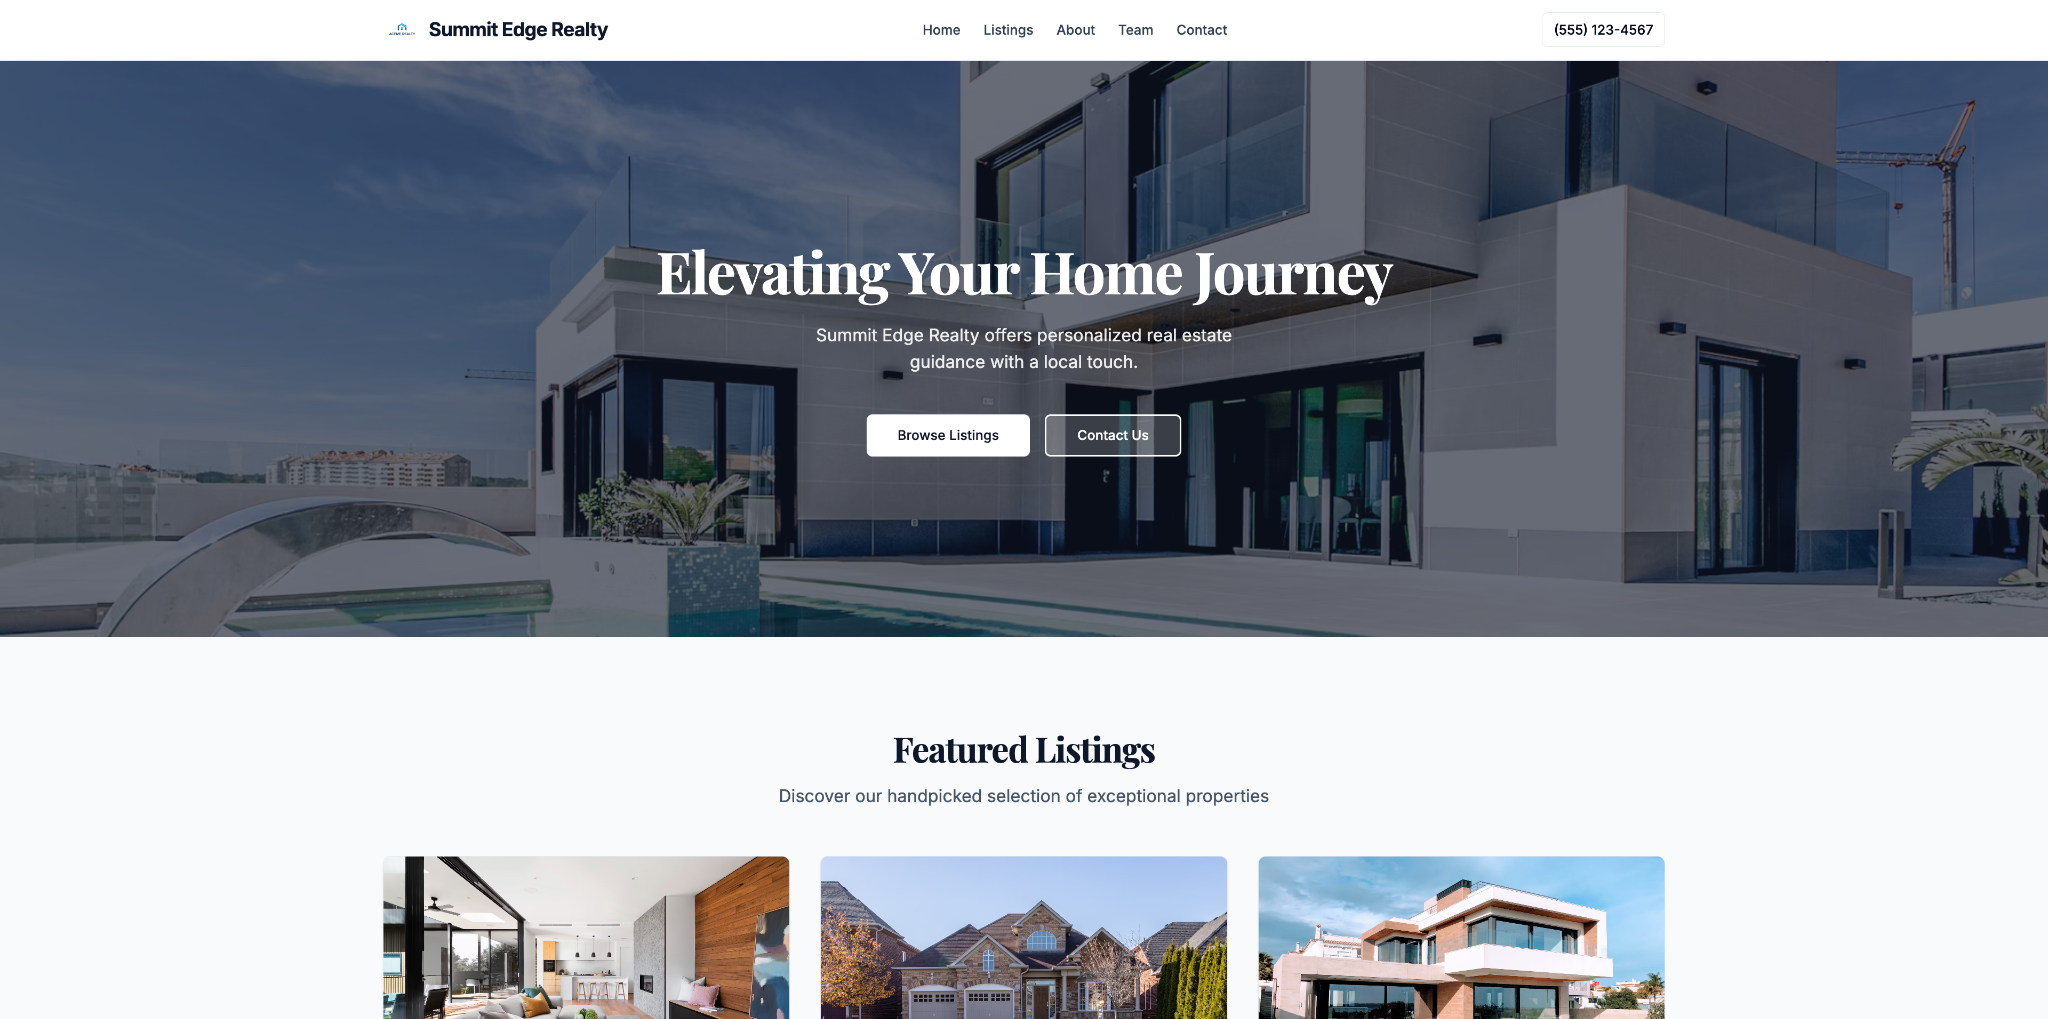 ACEME REALTY
Summit Edge Realty
Home
Listings
About
Team
Contact
(555) 123-4567
Elevating Your Home Journey
Summit Edge Realty offers personalized real estate
guidance with a local touch.
Browse Listings
Contact Us
Featured Listings
Discover our handpicked selection of exceptional properties